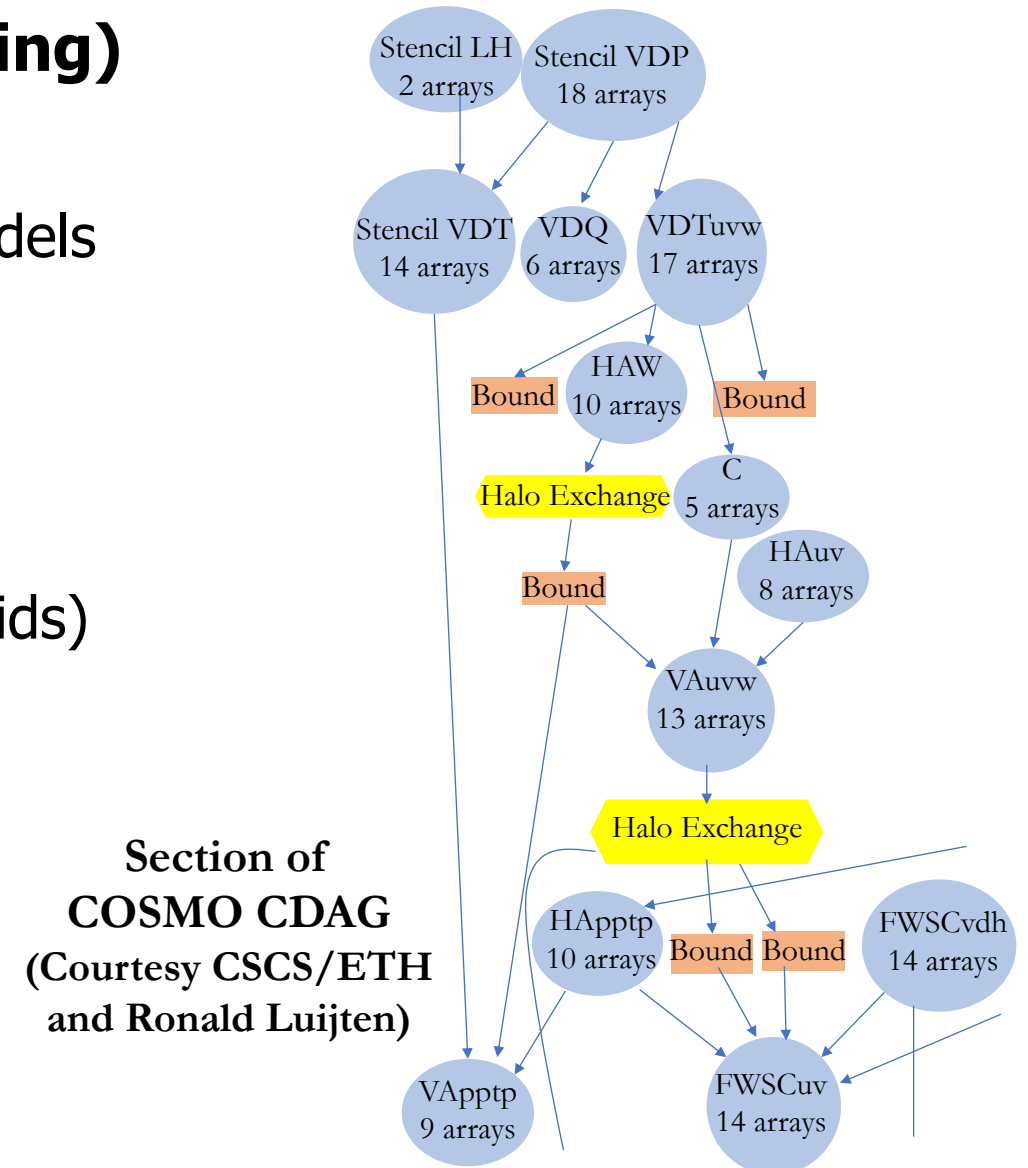 ing)
Stencil LH
2 arrays
Stencil VDP
18 arrays
dels
Stencil VDT
14 arrays
VDQ
6 arrays
VDTuvw
17 arrays
Bound
HAW
10 arrays
Bound
Halo Exchange
C
5 arrays
HAuv
8 arrays
Bound
ids)
VAuvw
13 arrays
Halo Exchange
Section of
COSMO CDAG
(Courtesy CSCS/ETH
and Ronald Luijten)
HApptp
10 arrays
Bound
Bound
FWSCvdh
14 arrays
VApptp
9 arrays
FWSCuv
14 arrays